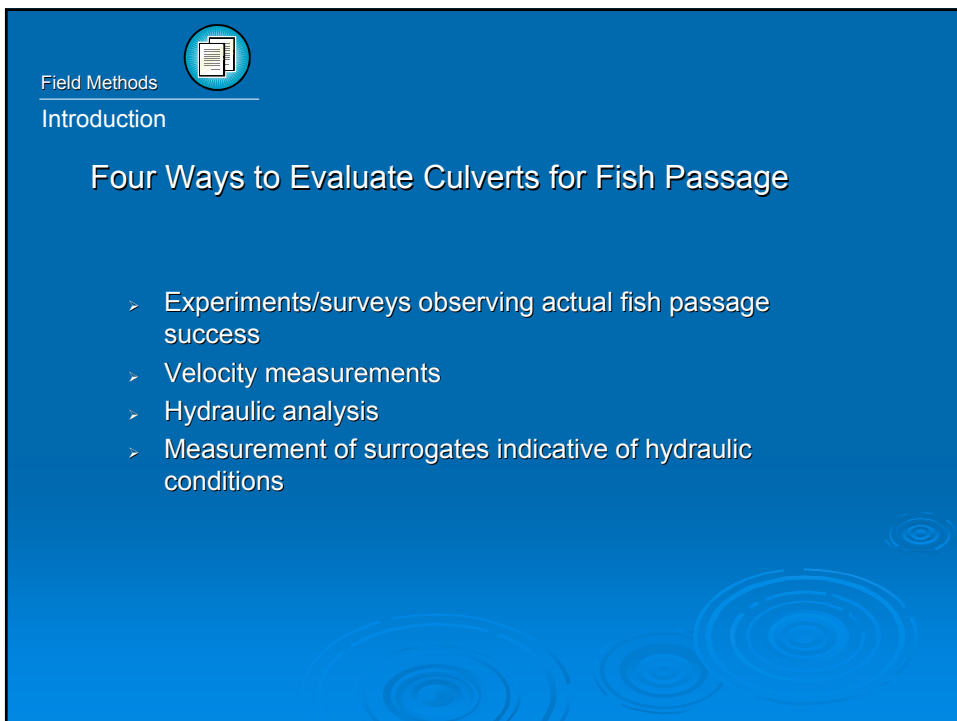 Field Methods
Introduction
Four Ways to Evaluate Culverts for Fish Passage
➢ Experiments/surveys observing actual fish passage
success
➢ Velocity measurements
➢ Hydraulic analysis
➢ Measurement of surrogates indicative of hydraulic
conditions